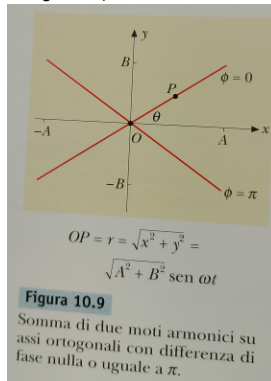 y
B
P
ϕ = 0
θ
x
−A
O
A
−B
ϕ = π
OP = r = √(x² + y²) =
√(A² + B²) sen ωt
Figura 10.9
Somma di due moti armonici su
assi ortogonali con differenza di
fase nulla o uguale a π.